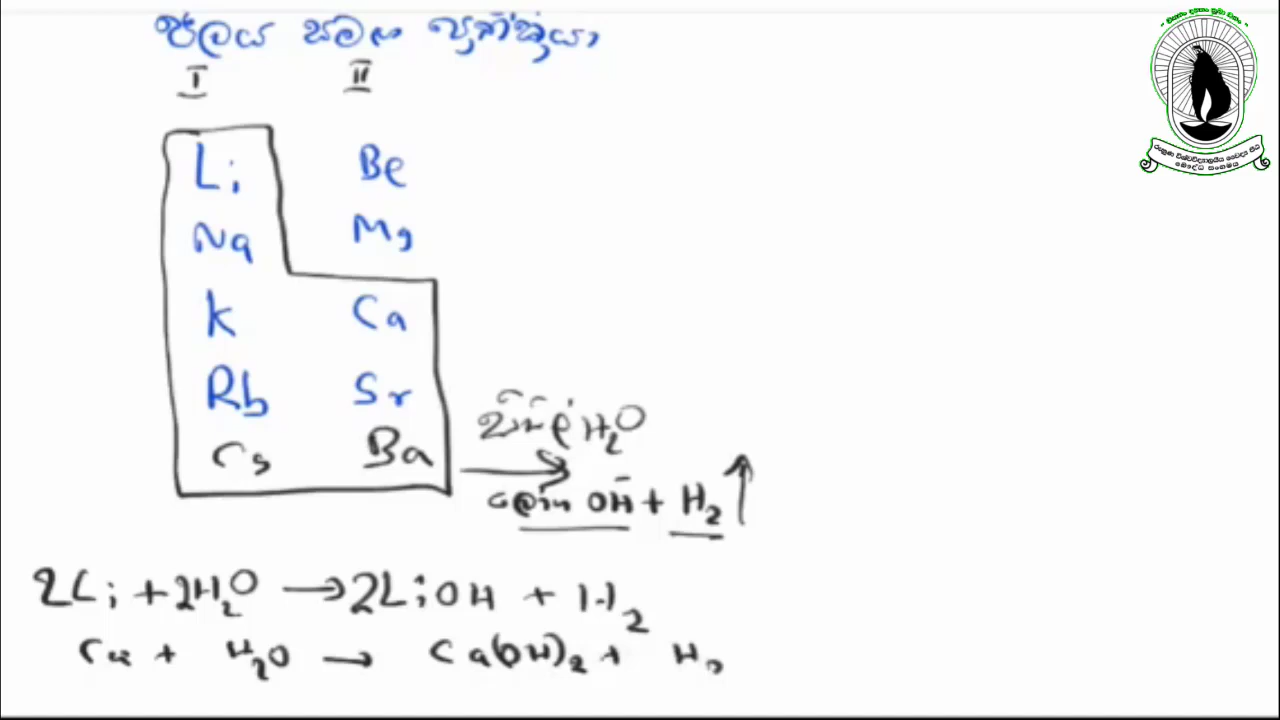 ජලය සමඟ ප්‍රතික්‍රියා
I II
Li Be
Na Mg
K Ca
Rb Sr
Cs Ba
H₂O
OH⁻ + H₂ ↑
2Li + 2H₂O → 2LiOH + H₂
Ca + H₂O → Ca(OH)₂ + H₂